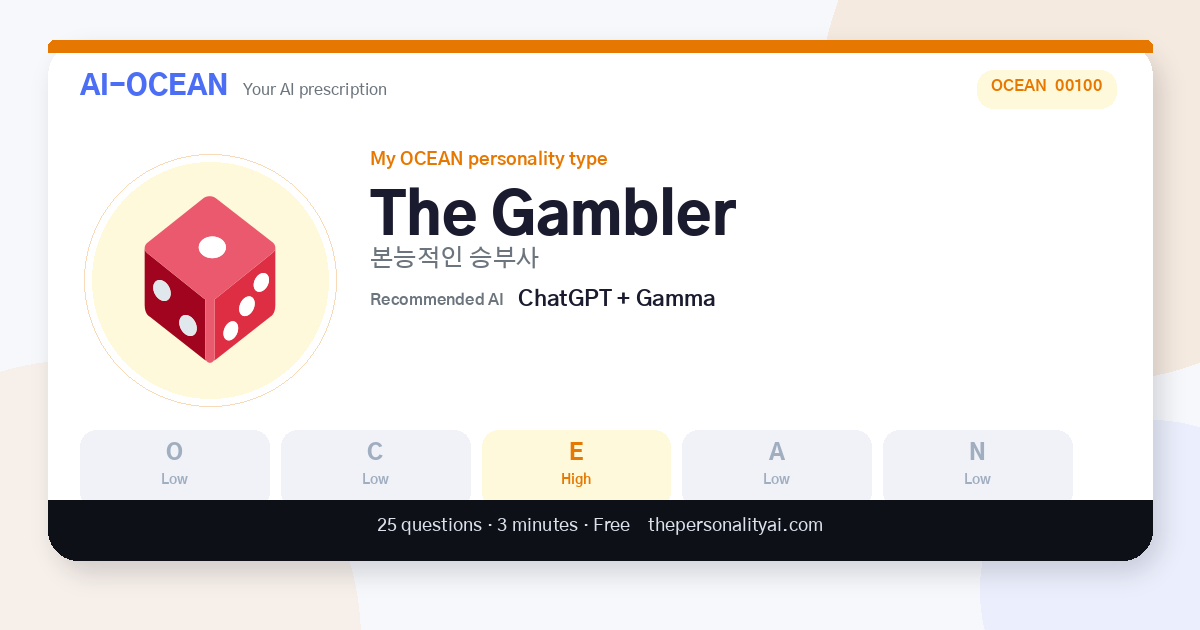 AI-OCEAN Your AI prescription
OCEAN 00100
My OCEAN personality type
The Gambler
본능적인 승부사
Recommended AI ChatGPT + Gamma
O C E A N
Low Low High Low Low
25 questions · 3 minutes · Free thepersonalityai.com